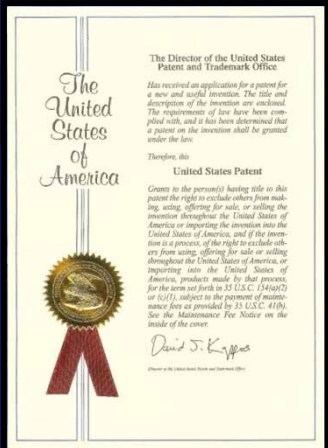 The
United
States
of
America
The Director of the United States
Patent and Trademark Office
Has received an application for a patent for
a new and useful invention. The title and
description of the invention are enclosed.
The requirements of law have been com-
plied with, and it has been determined that
a patent on the invention shall be granted
under the law.
Therefore, this
United States Patent
Grants to the person(s) having title to this
patent the right to exclude others from mak-
ing, using, offering for sale, or selling the
invention throughout the United States of
America or importing the invention into the
United States of America, and if the inven-
tion is a process, of the right to exclude oth-
ers from using, offering for sale or selling
throughout the United States of America, or
importing into the United States of
America, products made by that process,
for the term set forth in 35 U.S.C. 154(a)(2)
or (c)(1), subject to the payment of mainte-
nance fees as provided by 35 U.S.C. 41(b).
See the Maintenance Fee Notice on the
inside of the cover.
David J. Kappos
Director of the United States Patent and Trademark Office